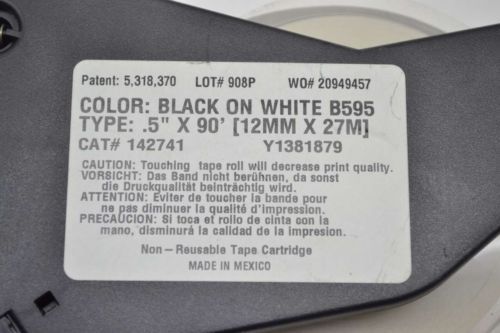 Patent: 5,318,370 LOT# 908P WO# 20949457
COLOR: BLACK ON WHITE B595
TYPE: .5" X 90' [12MM X 27M]
CAT# 142741 Y1381879
CAUTION: Touching tape roll will decrease print quality.
VORSICHT: Das Band nicht berühnen, da sonst
die Druckqualität beinträchtig wird.
ATTENTION: Éviter de toucher la bande pour
ne pas diminuer la qualité d'impression.
PRECAUCION: Si toca el rollo de cinta con la
mano, disminurá la calidad de la impresion.
Non-Reusable Tape Cartridge
MADE IN MEXICO